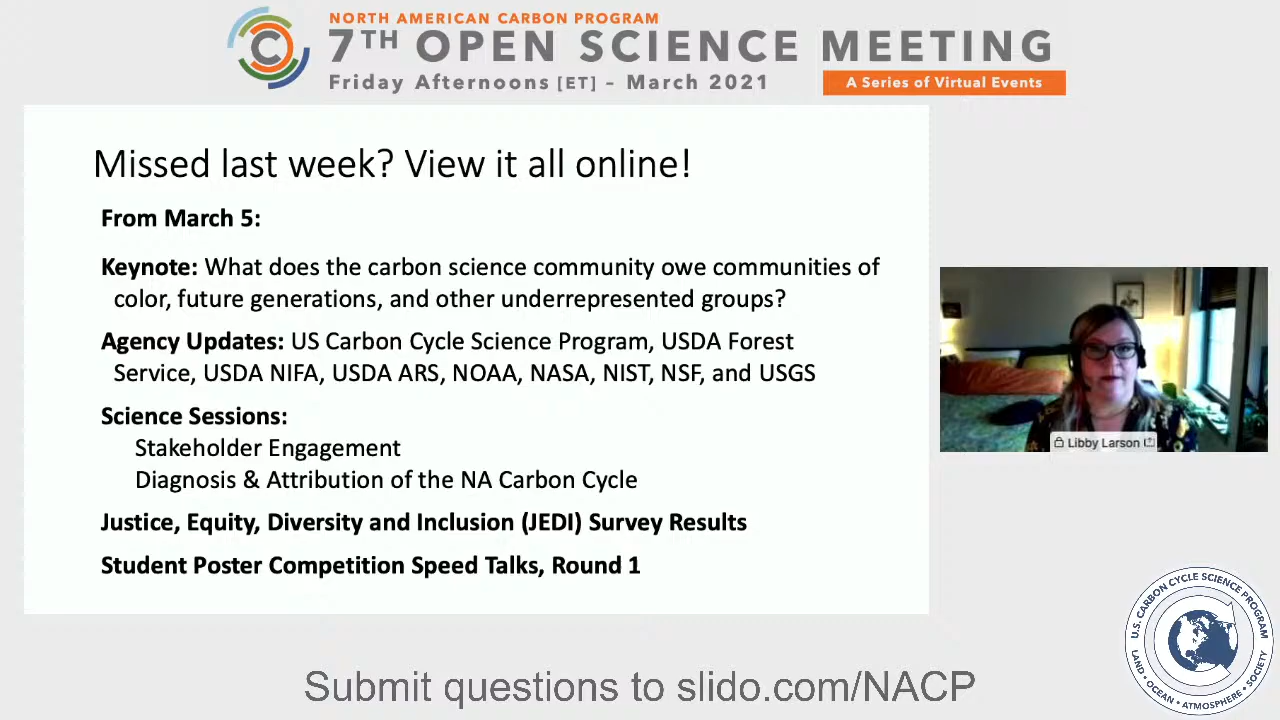 NORTH AMERICAN CARBON PROGRAM
7TH OPEN SCIENCE MEETING
Friday Afternoons [ET] – March 2021
A Series of Virtual Events
C
Missed last week? View it all online!
From March 5:
Keynote: What does the carbon science community owe communities of
color, future generations, and other underrepresented groups?
Agency Updates: US Carbon Cycle Science Program, USDA Forest
Service, USDA NIFA, USDA ARS, NOAA, NASA, NIST, NSF, and USGS
Science Sessions:
Stakeholder Engagement
Diagnosis & Attribution of the NA Carbon Cycle
Justice, Equity, Diversity and Inclusion (JEDI) Survey Results
Student Poster Competition Speed Talks, Round 1
Libby Larson
U.S. CARBON CYCLE SCIENCE PROGRAM
LAND • OCEAN • ATMOSPHERE • SOCIETY
Submit questions to slido.com/NACP